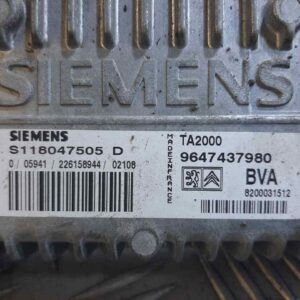 SIEMENS
SIEMENS
S118047505 D
0 / 05941 / 226158944 / 02108
MADE IN FRANCE
TA2000
9647437980
BVA
8200031512